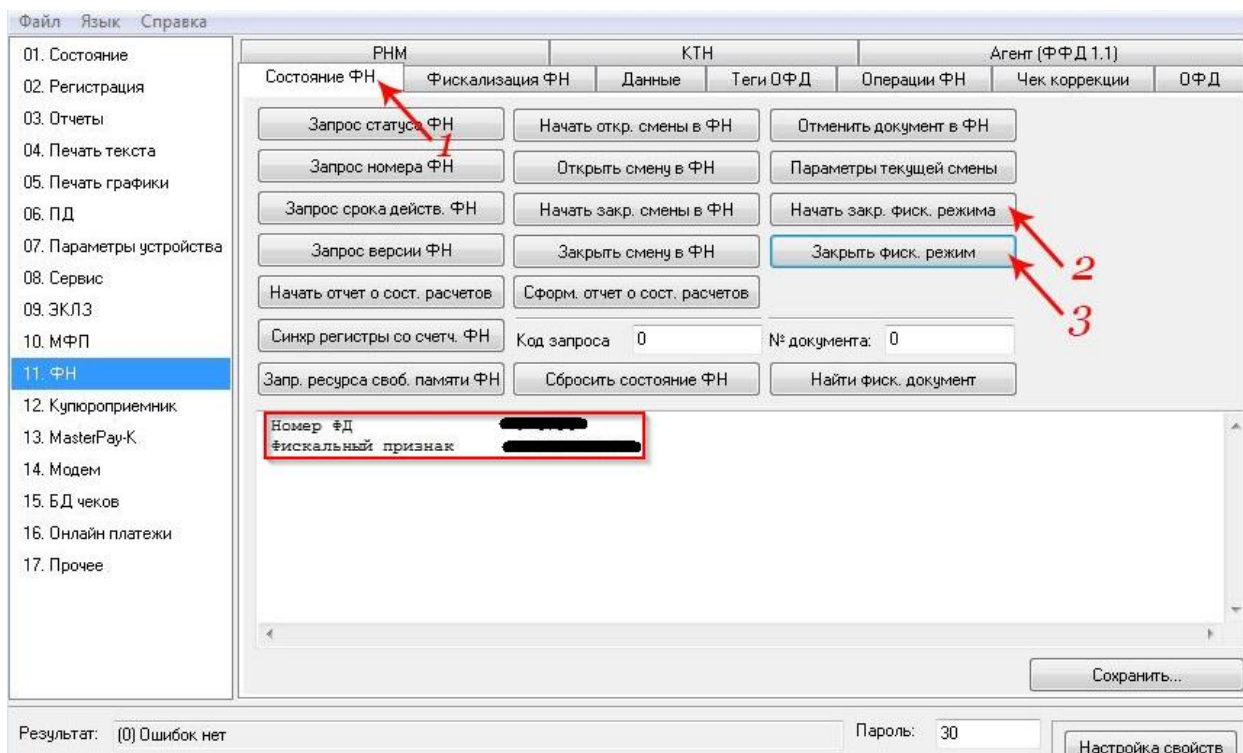 Файл Язык Справка
01. Состояние
02. Регистрация
03. Отчеты
04. Печать текста
05. Печать графики
06. ПД
07. Параметры устройства
08. Сервис
09. ЭКЛЗ
10. МФП
11. ФН
12. Купюроприемник
13. MasterPay-K
14. Модем
15. БД чеков
16. Онлайн платежи
17. Прочее
РНМ КТН Агент (ФФД 1.1)
Состояние ФН Фискализация ФН Данные Теги ОФД Операции ФН Чек коррекции ОФД
1
Запрос статуса ФН Начать откр. смены в ФН Отменить документ в ФН
Запрос номера ФН Открыть смену в ФН Параметры текущей смены
Запрос срока действ. ФН Начать закр. смены в ФН Начать закр. фиск. режима
2
Запрос версии ФН Закрыть смену в ФН Закрыть фиск. режим
3
Начать отчет о сост. расчетов Сформ. отчет о сост. расчетов
Синхр регистры со счетч. ФН Код запроса 0 № документа: 0
Запр. ресурса своб. памяти ФН Сбросить состояние ФН Найти фиск. документ
Номер ФД
Фискальный признак
Сохранить...
Результат: (0) Ошибок нет Пароль: 30 Настройка свойств